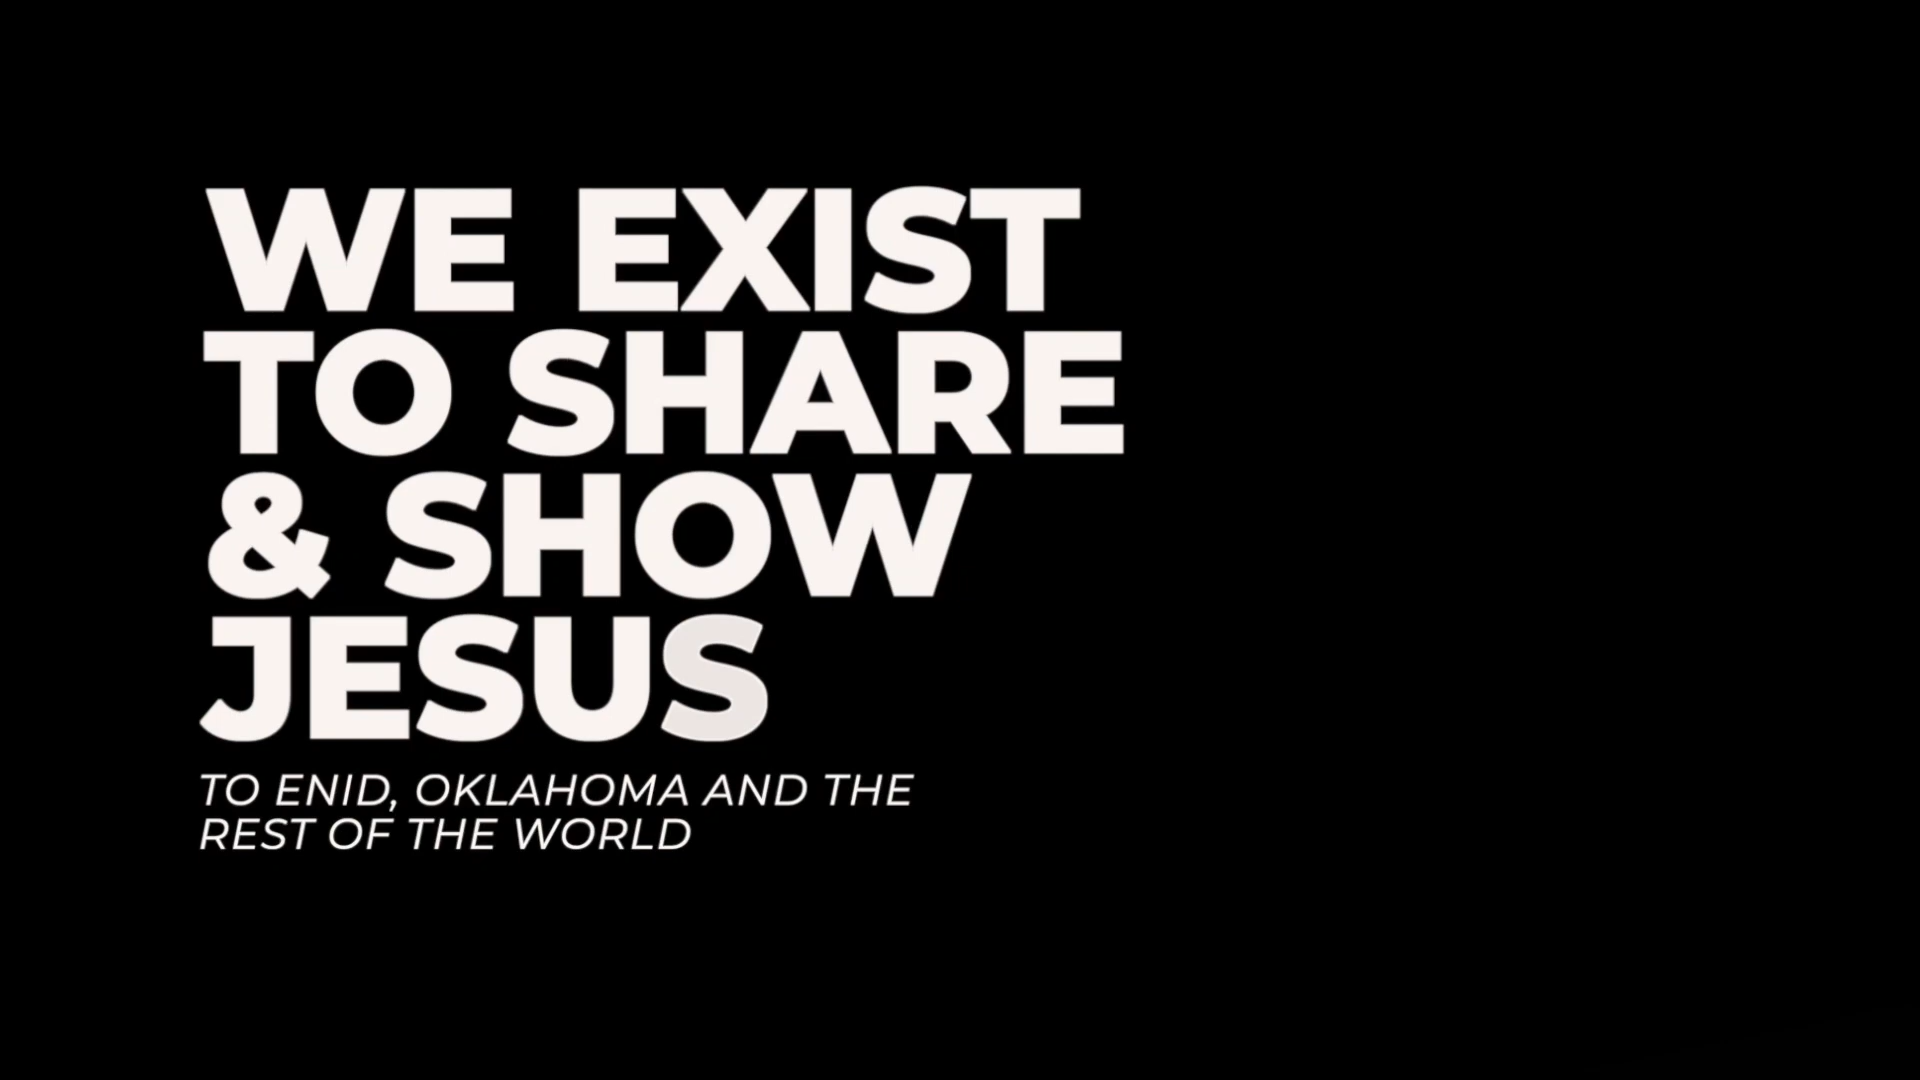 WE EXIST
TO SHARE
& SHOW
JESUS
TO ENID, OKLAHOMA AND THE
REST OF THE WORLD